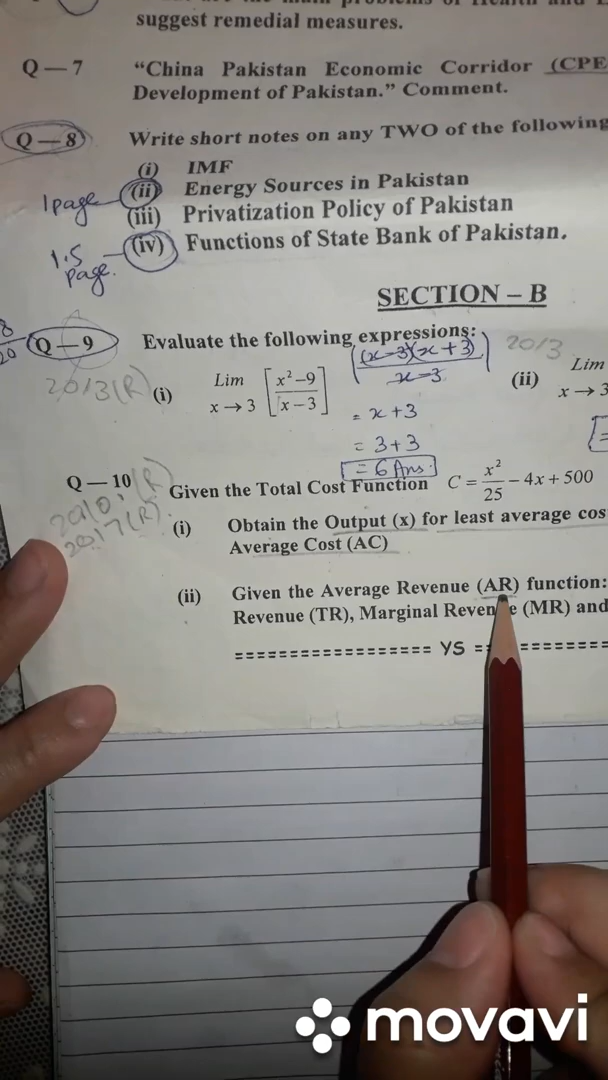 suggest remedial measures.
Q — 7 "China Pakistan Economic Corridor (CPE
Development of Pakistan." Comment.
Q — 8 Write short notes on any TWO of the following
(i) IMF
1 page (ii) Energy Sources in Pakistan
(iii) Privatization Policy of Pakistan
1.5 page. (iv) Functions of State Bank of Pakistan.
SECTION – B
Q — 9 Evaluate the following expressions:
2013(R) (i) Lim x → 3 [x² – 9 / x – 3] (x-3)(x+3) / x-3
2013 (ii) Lim x → 3
= x + 3
= 3 + 3
= 6 Ans.
Q — 10 Given the Total Cost Function C = x²/25 – 4x + 500
2010(R)
2017(R).
(i) Obtain the Output (x) for least average cos
Average Cost (AC)
(ii) Given the Average Revenue (AR) function:
Revenue (TR), Marginal Revenue (MR) and
================== YS == ========
movavi